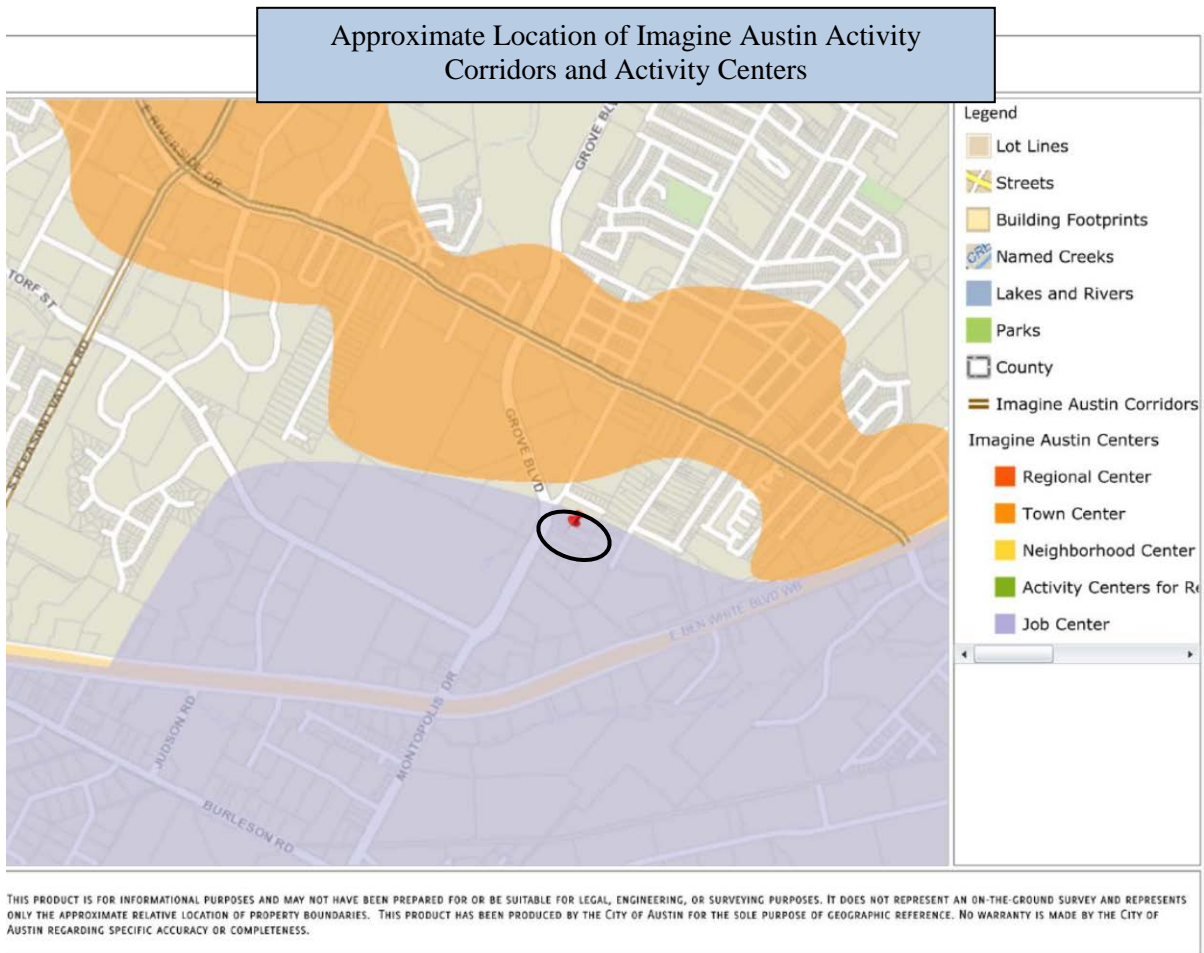 Approximate Location of Imagine Austin Activity
Corridors and Activity Centers
Legend
Lot Lines
Streets
Building Footprints
CRE
Named Creeks
Lakes and Rivers
Parks
County
Imagine Austin Corridors
Imagine Austin Centers
Regional Center
Town Center
Neighborhood Center
Activity Centers for Re
Job Center
E RIVERSIDE DR
GROVE BLV
TORF ST
S PLEASANT VALLEY RD
GROVE BLVD
E BEN WHITE BLVD WB
MONTOPOLIS DR
JUDSON RD
BURLESON RD
THIS PRODUCT IS FOR INFORMATIONAL PURPOSES AND MAY NOT HAVE BEEN PREPARED FOR OR BE SUITABLE FOR LEGAL, ENGINEERING, OR SURVEYING PURPOSES. IT DOES NOT REPRESENT AN ON-THE-GROUND SURVEY AND REPRESENTS
ONLY THE APPROXIMATE RELATIVE LOCATION OF PROPERTY BOUNDARIES. THIS PRODUCT HAS BEEN PRODUCED BY THE CITY OF AUSTIN FOR THE SOLE PURPOSE OF GEOGRAPHIC REFERENCE. NO WARRANTY IS MADE BY THE CITY OF
AUSTIN REGARDING SPECIFIC ACCURACY OR COMPLETENESS.